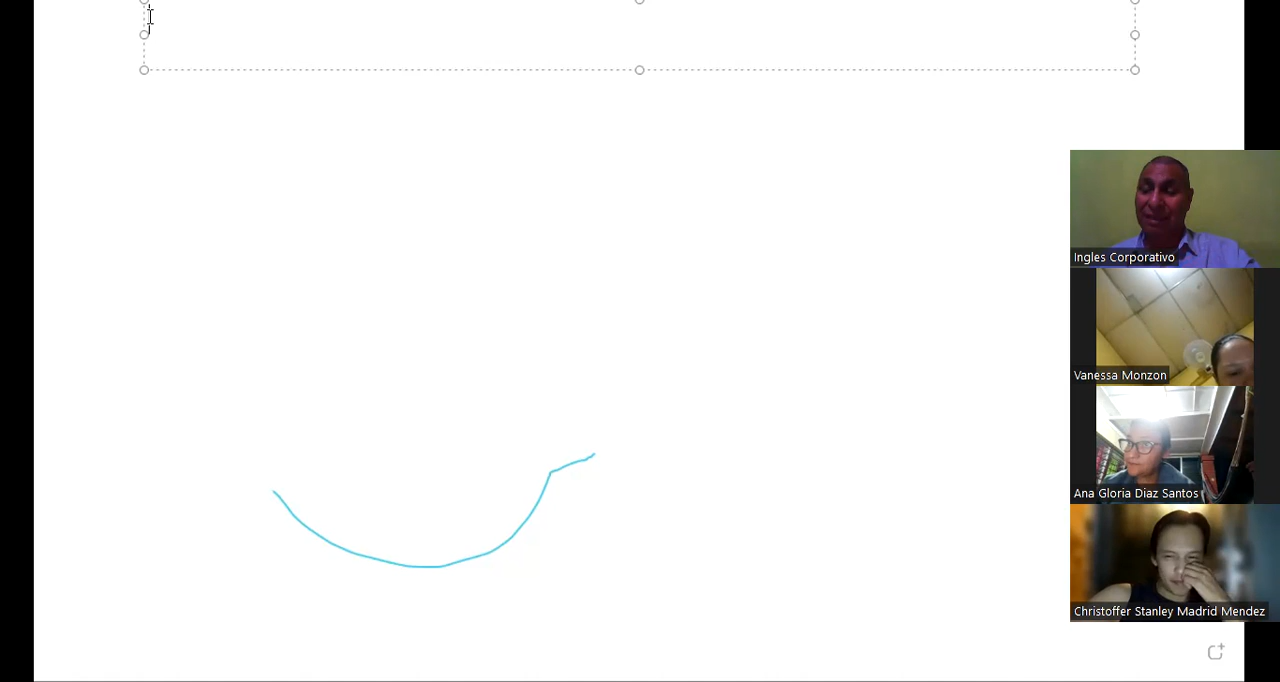 Ingles Corporativo
Vanessa Monzon
Ana Gloria Diaz Santos
Christoffer Stanley Madrid Mendez